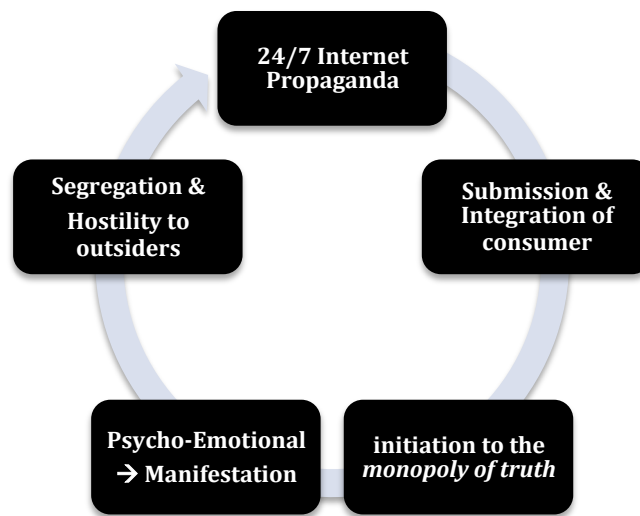 24/7 Internet
Propaganda
Submission &
Integration of
consumer
initiation to the
monopoly of truth
Psycho-Emotional
→ Manifestation
Segregation &
Hostility to
outsiders